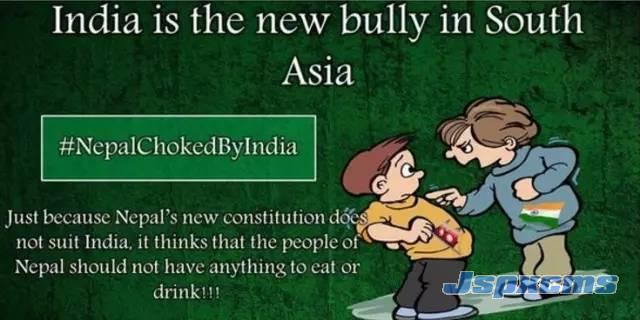 India is the new bully in South
Asia
#NepalChokedByIndia
Just because Nepal's new constitution does
not suit India, it thinks that the people of
Nepal should not have anything to eat or
drink!!!
Jspxcms